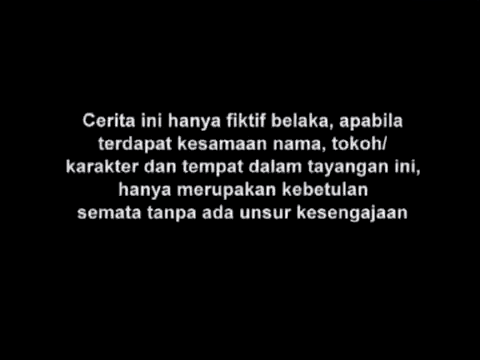 Cerita ini hanya fiktif belaka, apabila
terdapat kesamaan nama, tokoh/
karakter dan tempat dalam tayangan ini,
hanya merupakan kebetulan
semata tanpa ada unsur kesengajaan